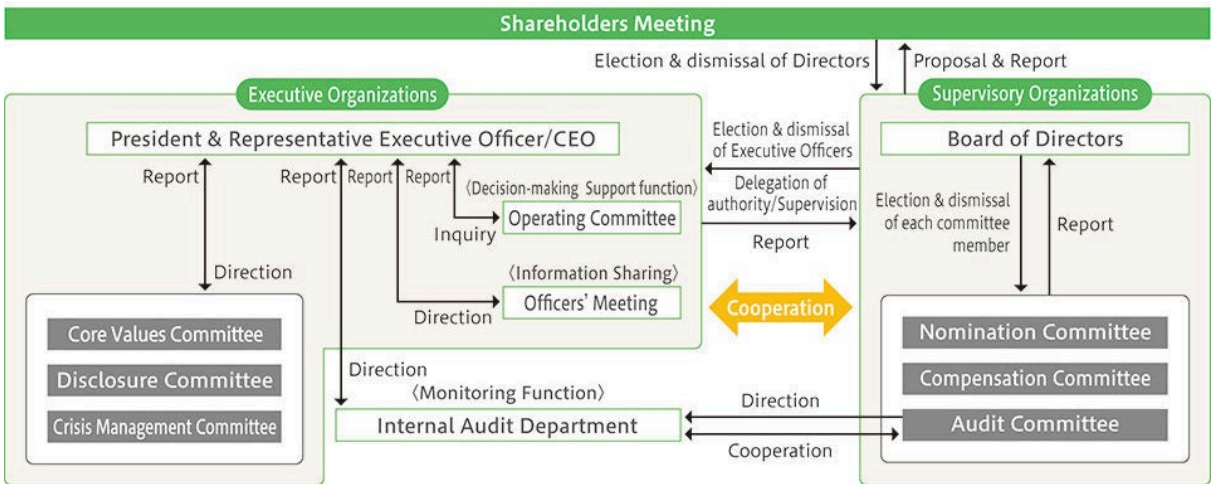 Shareholders Meeting
Election & dismissal of Directors
Proposal & Report
Executive Organizations
Supervisory Organizations
President & Representative Executive Officer/CEO
Election & dismissal
of Executive Officers
Board of Directors
Report
Report
Report
Report
〈Decision-making Support function〉
Operating Committee
Inquiry
Delegation of
authority/Supervision
Report
Election & dismissal
of each committee
member
Report
Direction
〈Information Sharing〉
Officers’ Meeting
Direction
Cooperation
Core Values Committee
Disclosure Committee
Crisis Management Committee
Nomination Committee
Compensation Committee
Audit Committee
Direction
〈Monitoring Function〉
Internal Audit Department
Direction
Cooperation